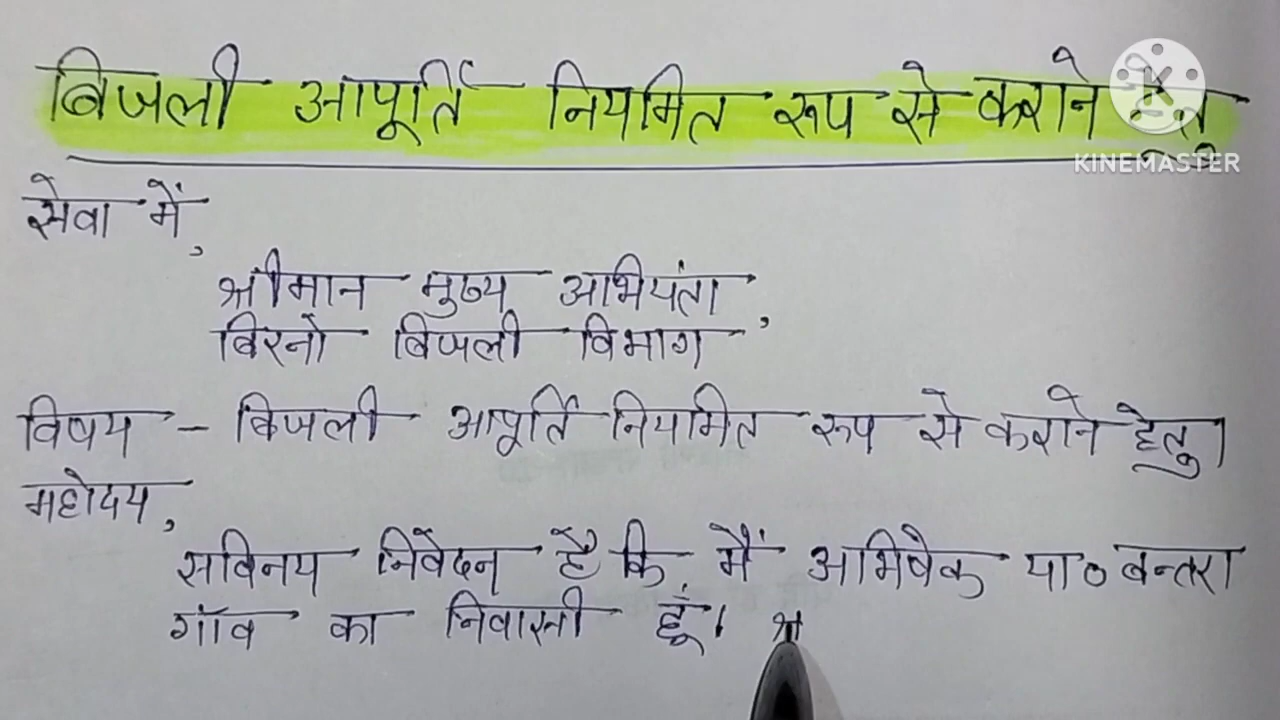 बिजली आपूर्ति नियमित रूप से कराने हेतु
KINEMASTER
सेवा में,
श्रीमान मुख्य अभियंता,
बिरनो बिजली विभाग
विषय - बिजली आपूर्ति नियमित रूप से कराने हेतु।
महोदय,
सविनय निवेदन है कि, मैं अभिषेक पा० बन्तरा
गाँव का निवासी हूँ। श्र